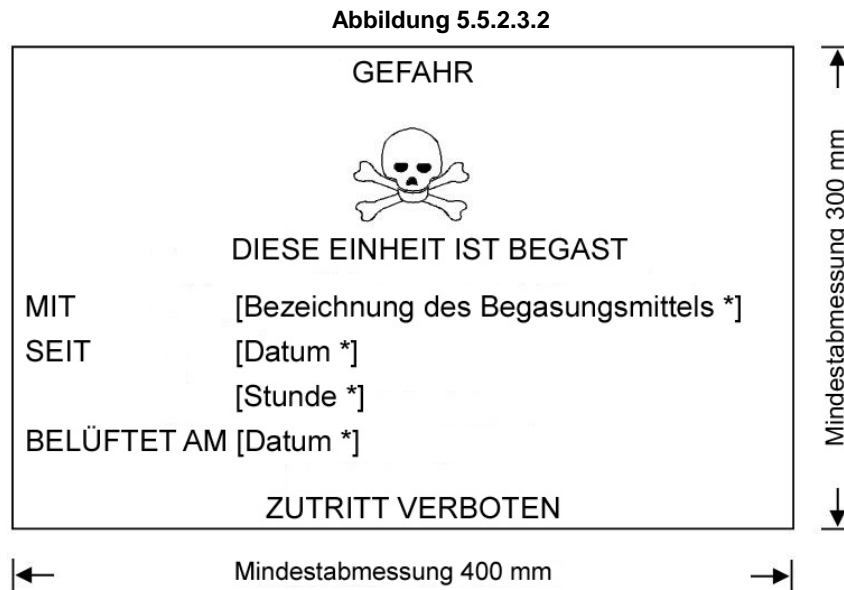 Abbildung 5.5.2.3.2
GEFAHR
DIESE EINHEIT IST BEGAST
MIT [Bezeichnung des Begasungsmittels *]
SEIT [Datum *]
[Stunde *]
BELÜFTET AM [Datum *]
ZUTRITT VERBOTEN
Mindestabmessung 300 mm
Mindestabmessung 400 mm